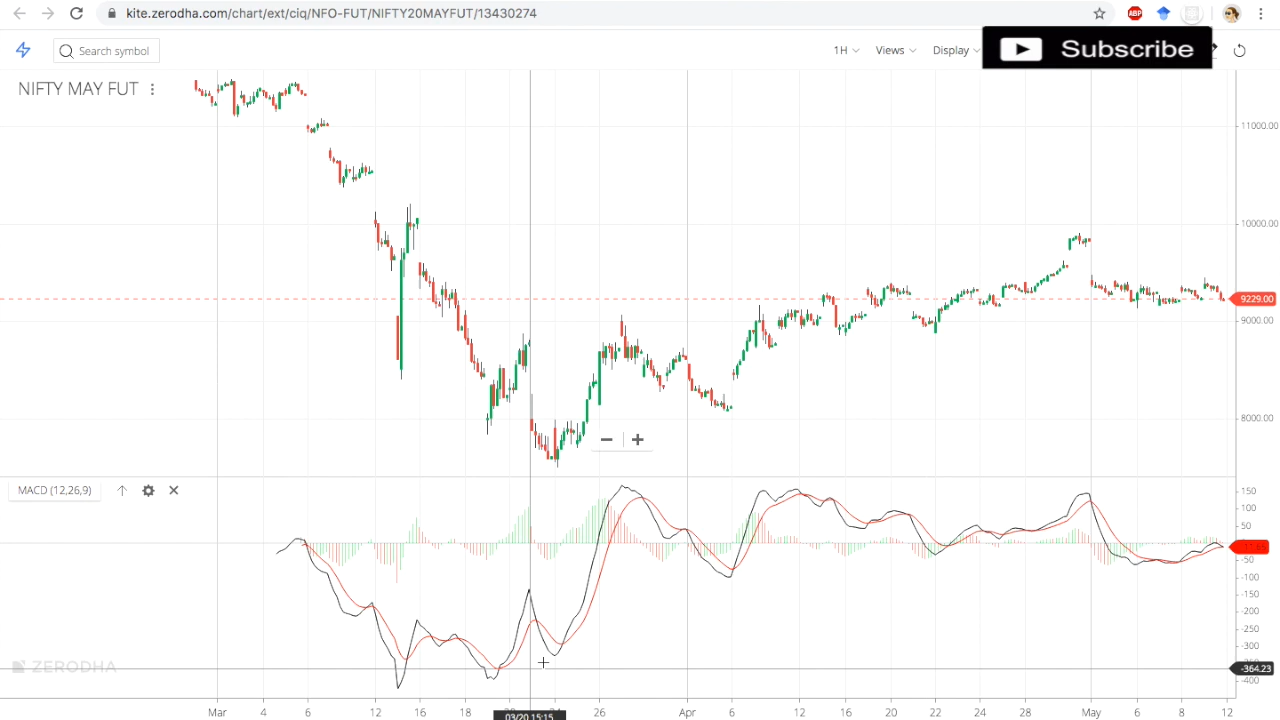 kite.zerodha.com/chart/ext/ciq/NFO-FUT/NIFTY20MAYFUT/13430274
ABP
Search symbol
1H
Views
Display
Subscribe
NIFTY MAY FUT
11000.00
10000.00
9229.00
9000.00
8000.00
MACD (12,26,9)
150
100
50
-50
-100
-150
-200
-250
-300
-364.23
-400
ZERODHA
Mar
4
6
12
16
18
03/20 15:15
24
26
Apr
6
12
16
20
22
24
28
May
6
8
12